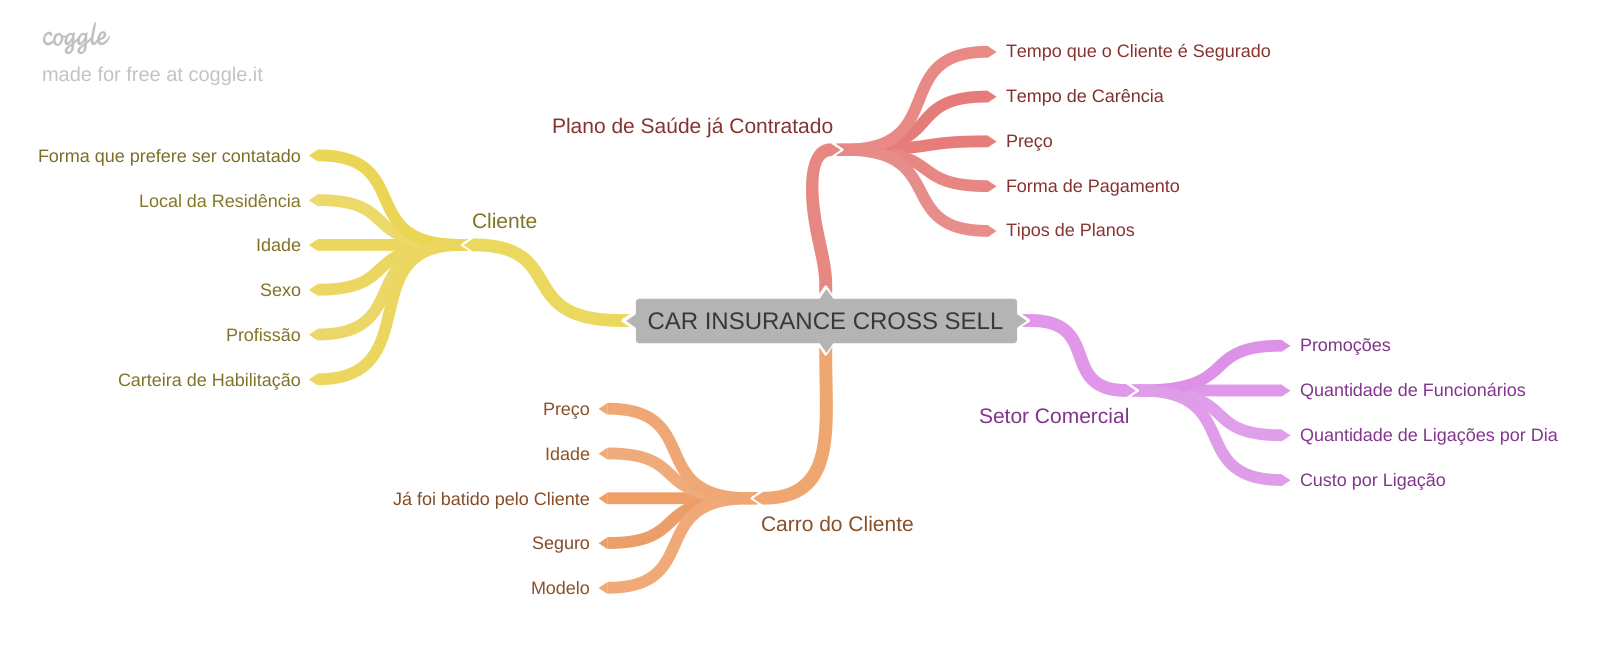 coggle
made for free at coggle.it
Plano de Saúde já Contratado
Tempo que o Cliente é Segurado
Tempo de Carência
Preço
Forma de Pagamento
Tipos de Planos
Cliente
Forma que prefere ser contatado
Local da Residência
Idade
Sexo
Profissão
Carteira de Habilitação
CAR INSURANCE CROSS SELL
Setor Comercial
Promoções
Quantidade de Funcionários
Quantidade de Ligações por Dia
Custo por Ligação
Carro do Cliente
Preço
Idade
Já foi batido pelo Cliente
Seguro
Modelo